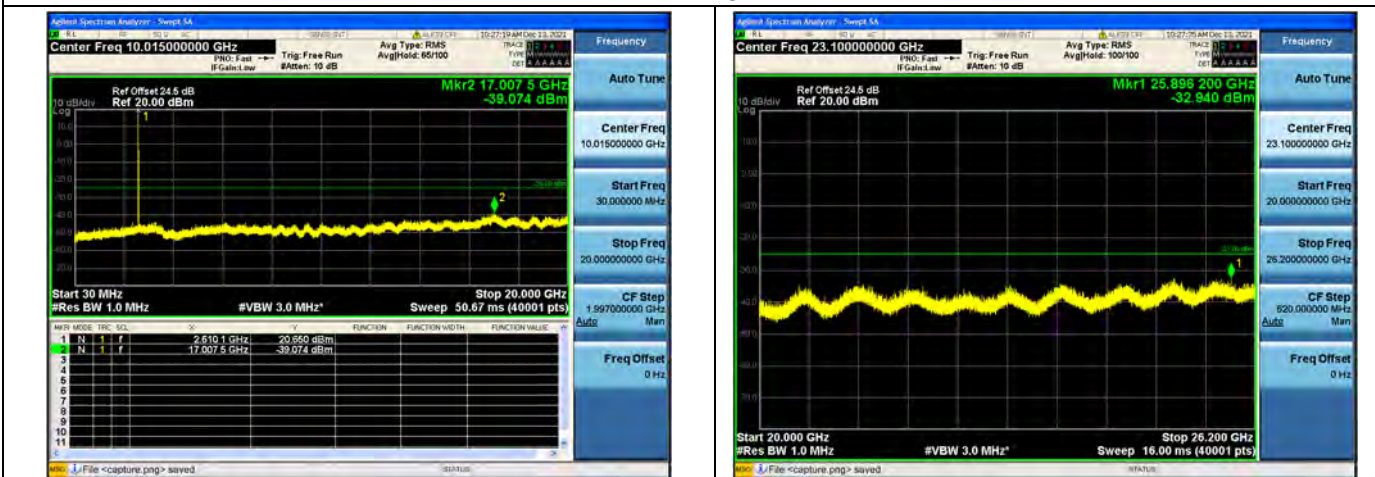 Agilent Spectrum Analyzer - Swept SA
10:27:19 AM Dec 13, 2021
Center Freq 10.015000000 GHz
PNO: Fast
IFGain:Low
Trig: Free Run
#Atten: 10 dB
Avg Type: RMS
Avg|Hold: 65/100
TRACE
TYPE
DET
Ref Offset 24.5 dB
Ref 20.00 dBm
10 dB/div
Log
Mkr2 17.007 5 GHz
-39.074 dBm
1
2
Start 30 MHz
#Res BW 1.0 MHz
#VBW 3.0 MHz*
Stop 20.000 GHz
Sweep 50.67 ms (40001 pts)
MKR MODE TRC SCL X Y FUNCTION FUNCTION WIDTH FUNCTION VALUE
1 N 1 f 2.610 1 GHz 20.650 dBm
2 N 1 f 17.007 5 GHz -39.074 dBm
3
4
5
6
7
8
9
10
11
MSG File <capture.png> saved
STATUS
Frequency
Auto Tune
Center Freq
10.015000000 GHz
Start Freq
30.000000 MHz
Stop Freq
20.000000000 GHz
CF Step
1.997000000 GHz
Auto Man
Freq Offset
0 Hz
Agilent Spectrum Analyzer - Swept SA
Center Freq 23.100000000 GHz
PNO: Fast
IFGain:Low
Trig: Free Run
#Atten: 10 dB
Avg Type: RMS
Avg|Hold: 100/100
TRACE
TYPE
DET
Ref Offset 24.5 dB
Ref 20.00 dBm
10 dB/div
Log
Mkr1 25.896 200 GHz
-32.940 dBm
1
Start 20.000 GHz
#Res BW 1.0 MHz
#VBW 3.0 MHz*
Stop 26.200 GHz
Sweep 16.00 ms (40001 pts)
MSG File <capture.png> saved
STATUS
Frequency
Auto Tune
Center Freq
23.100000000 GHz
Start Freq
20.000000000 GHz
Stop Freq
26.200000000 GHz
CF Step
620.000000 MHz
Auto Man
Freq Offset
0 Hz